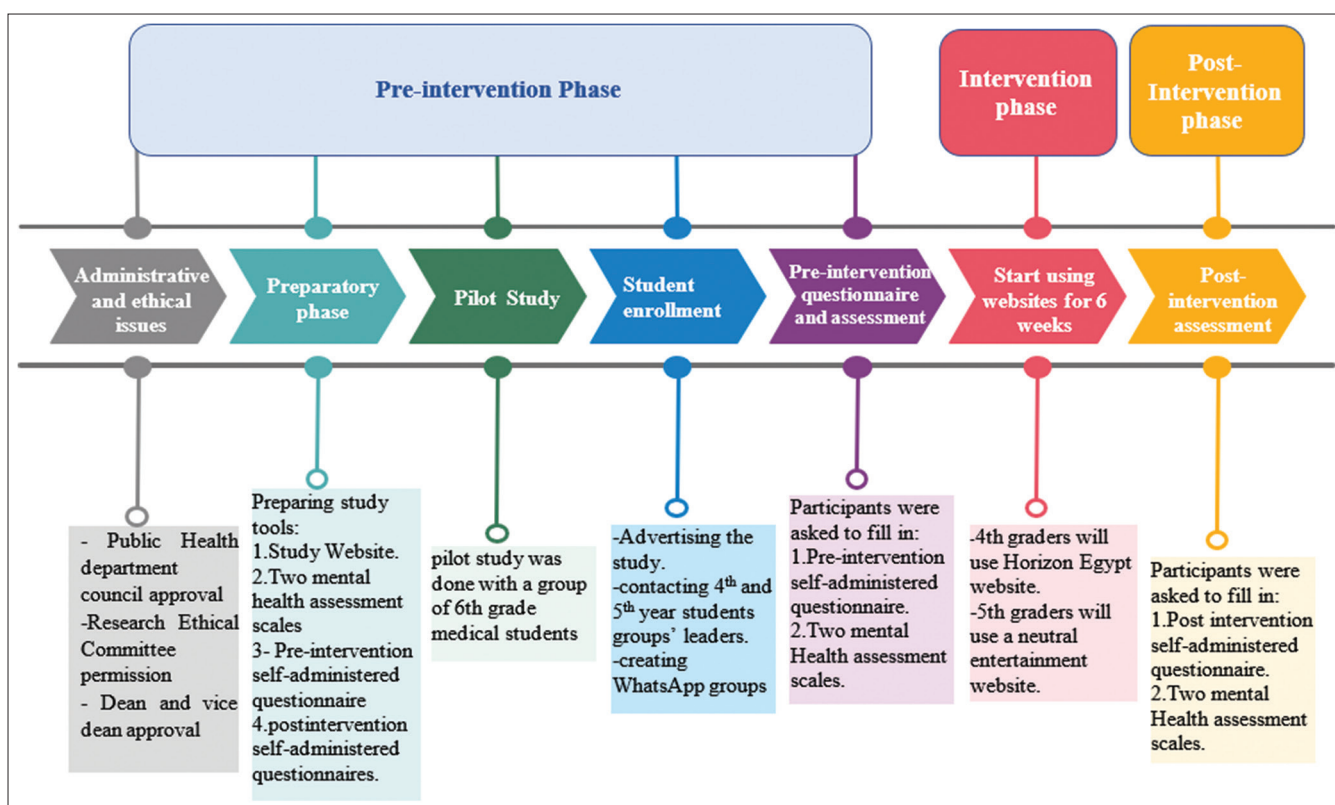 Pre-intervention Phase
Intervention
phase
Post-
Intervention
phase
Administrative
and ethical
issues
Preparatory
phase
Pilot Study
Student
enrollment
Pre-intervention
questionnaire
and assessment
Start using
websites for 6
weeks
Post-
intervention
assessment
- Public Health
department
council approval
-Research Ethical
Committee
permission
- Dean and vice
dean approval
Preparing study
tools:
1.Study Website.
2.Two mental
health assessment
scales
3- Pre-intervention
self-administered
questionnaire
4.postintervention
self-administered
questionnaires.
pilot study was
done with a group
of 6th grade
medical students
-Advertising the
study.
-contacting 4th and
5th year students
groups’ leaders.
-creating
WhatsApp groups
Participants were
asked to fill in:
1.Pre-intervention
self-administered
questionnaire.
2.Two mental
Health assessment
scales.
-4th graders will
use Horizon Egypt
website.
-5th graders will
use a neutral
entertainment
website.
Participants were
asked to fill in:
1.Post intervention
self-administered
questionnaire.
2.Two mental
Health assessment
scales.